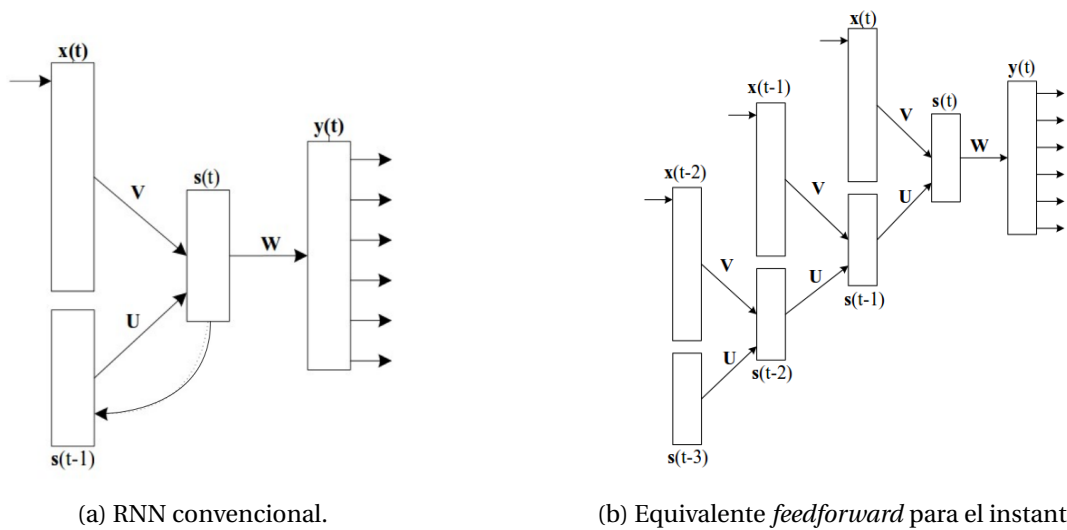 x(t)
V
s(t)
y(t)
W
U
s(t-1)
x(t)
y(t)
x(t-1)
V
s(t)
W
x(t-2)
V
U
s(t-1)
V
U
s(t-2)
U
s(t-3)
(a) RNN convencional.
(b) Equivalente feedforward para el instant